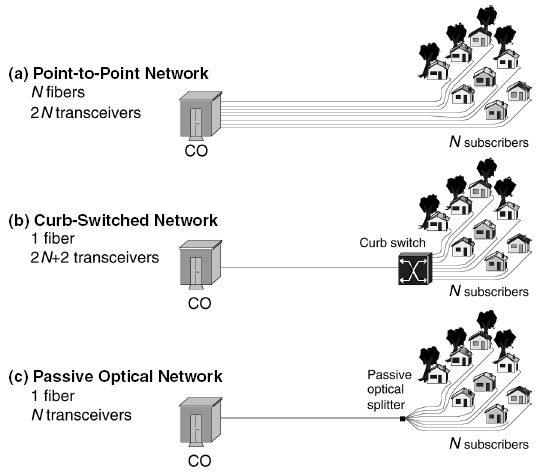 (a) Point-to-Point Network
N fibers
2N transceivers
CO
N subscribers
(b) Curb-Switched Network
1 fiber
2N+2 transceivers
Curb switch
CO
N subscribers
(c) Passive Optical Network
1 fiber
N transceivers
Passive
optical
splitter
CO
N subscribers